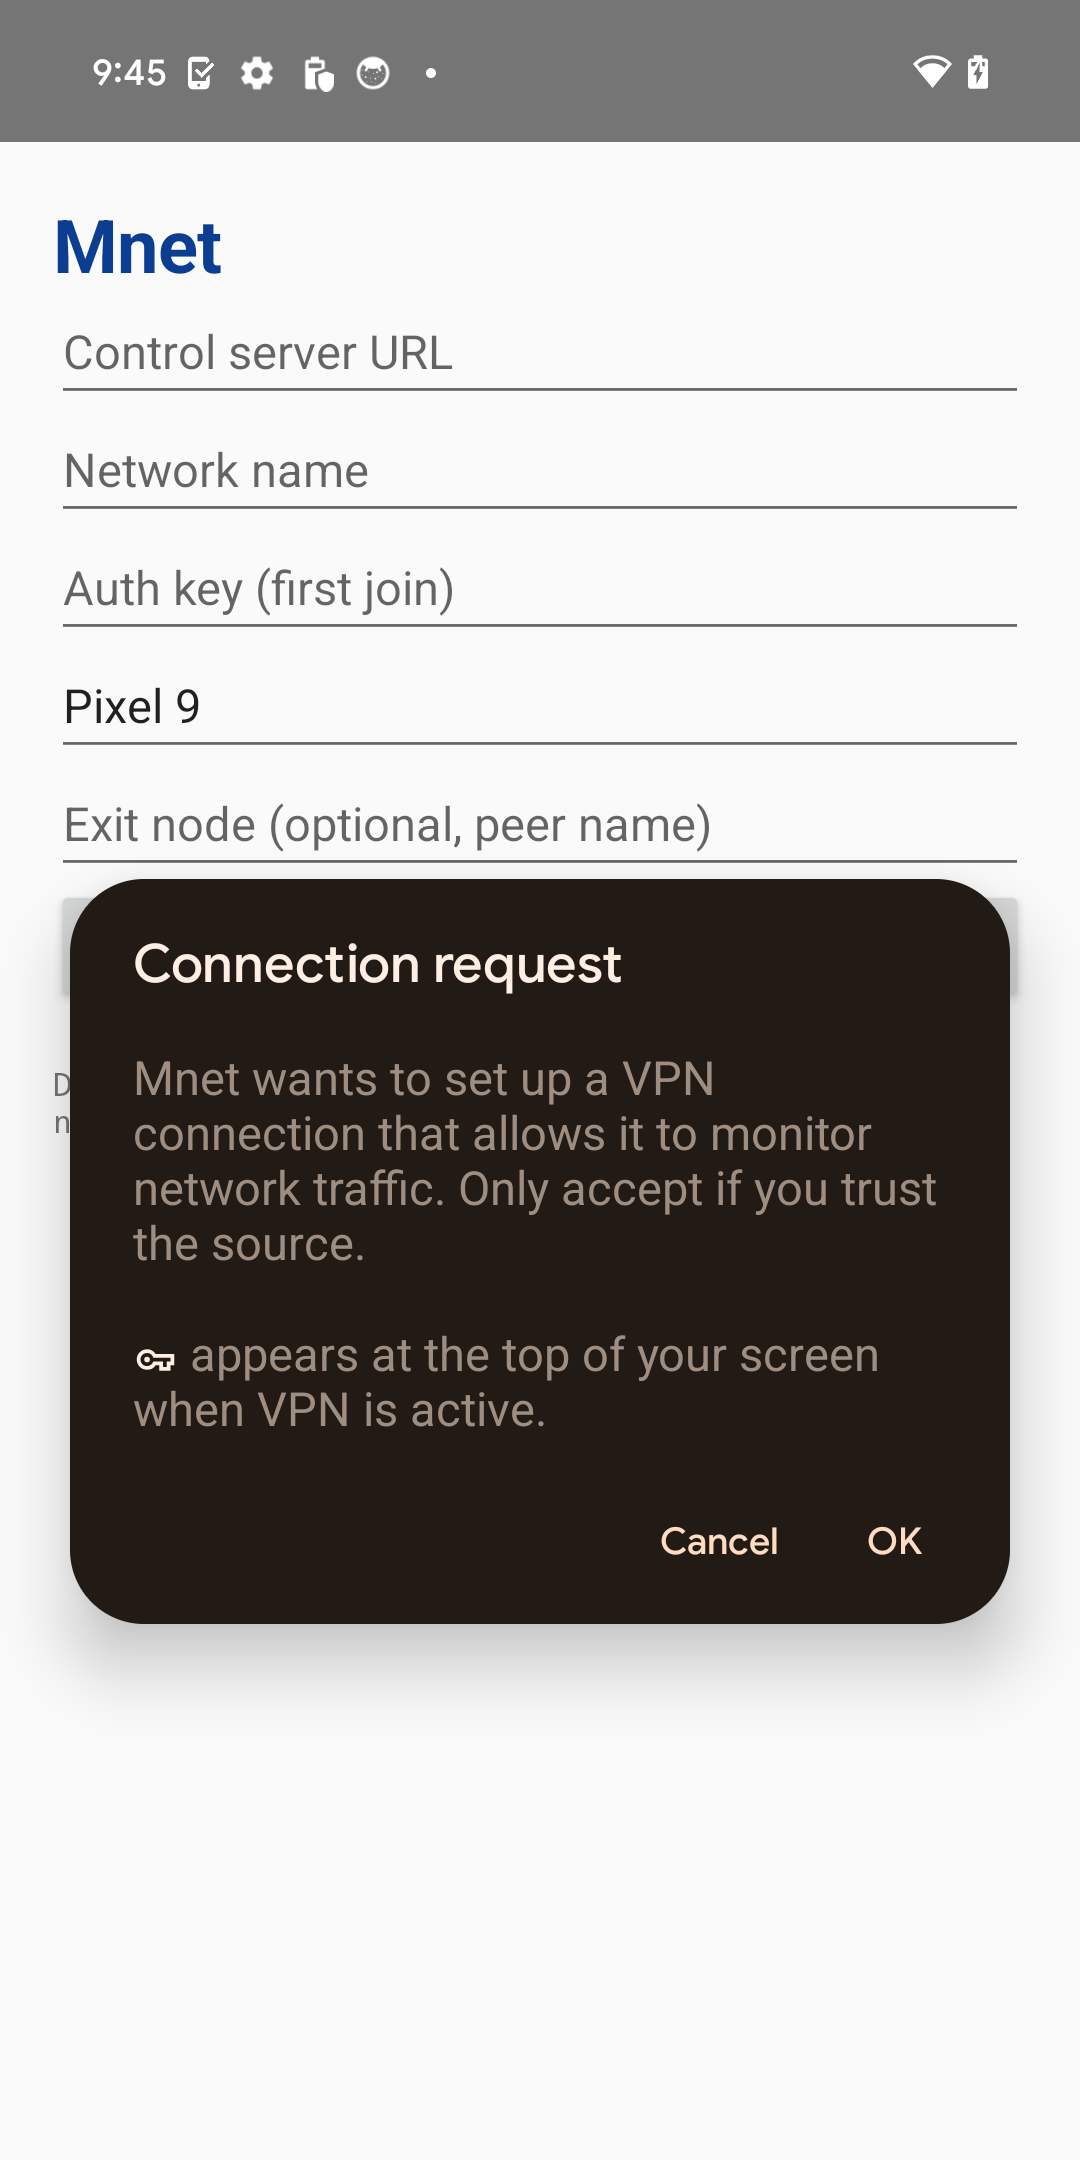 9:45
Mnet
Control server URL
Network name
Auth key (first join)
Pixel 9
Exit node (optional, peer name)
Connection request
Mnet wants to set up a VPN
connection that allows it to monitor
network traffic. Only accept if you trust
the source.
appears at the top of your screen
when VPN is active.
Cancel
OK